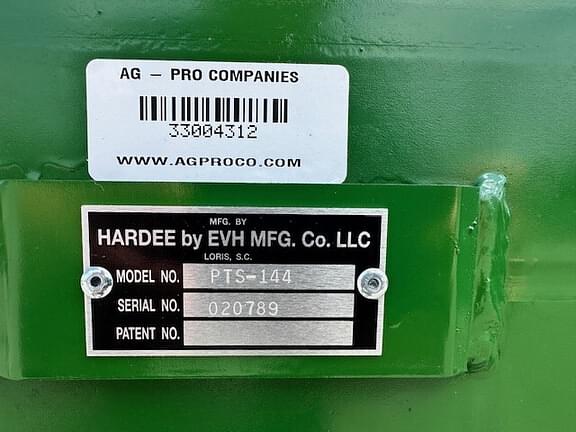 AG – PRO COMPANIES
33004312
WWW.AGPROCO.COM
MFG. BY
HARDEE by EVH MFG. Co. LLC
LORIS, S.C.
MODEL NO. PTS-144
SERIAL NO. 020789
PATENT NO.